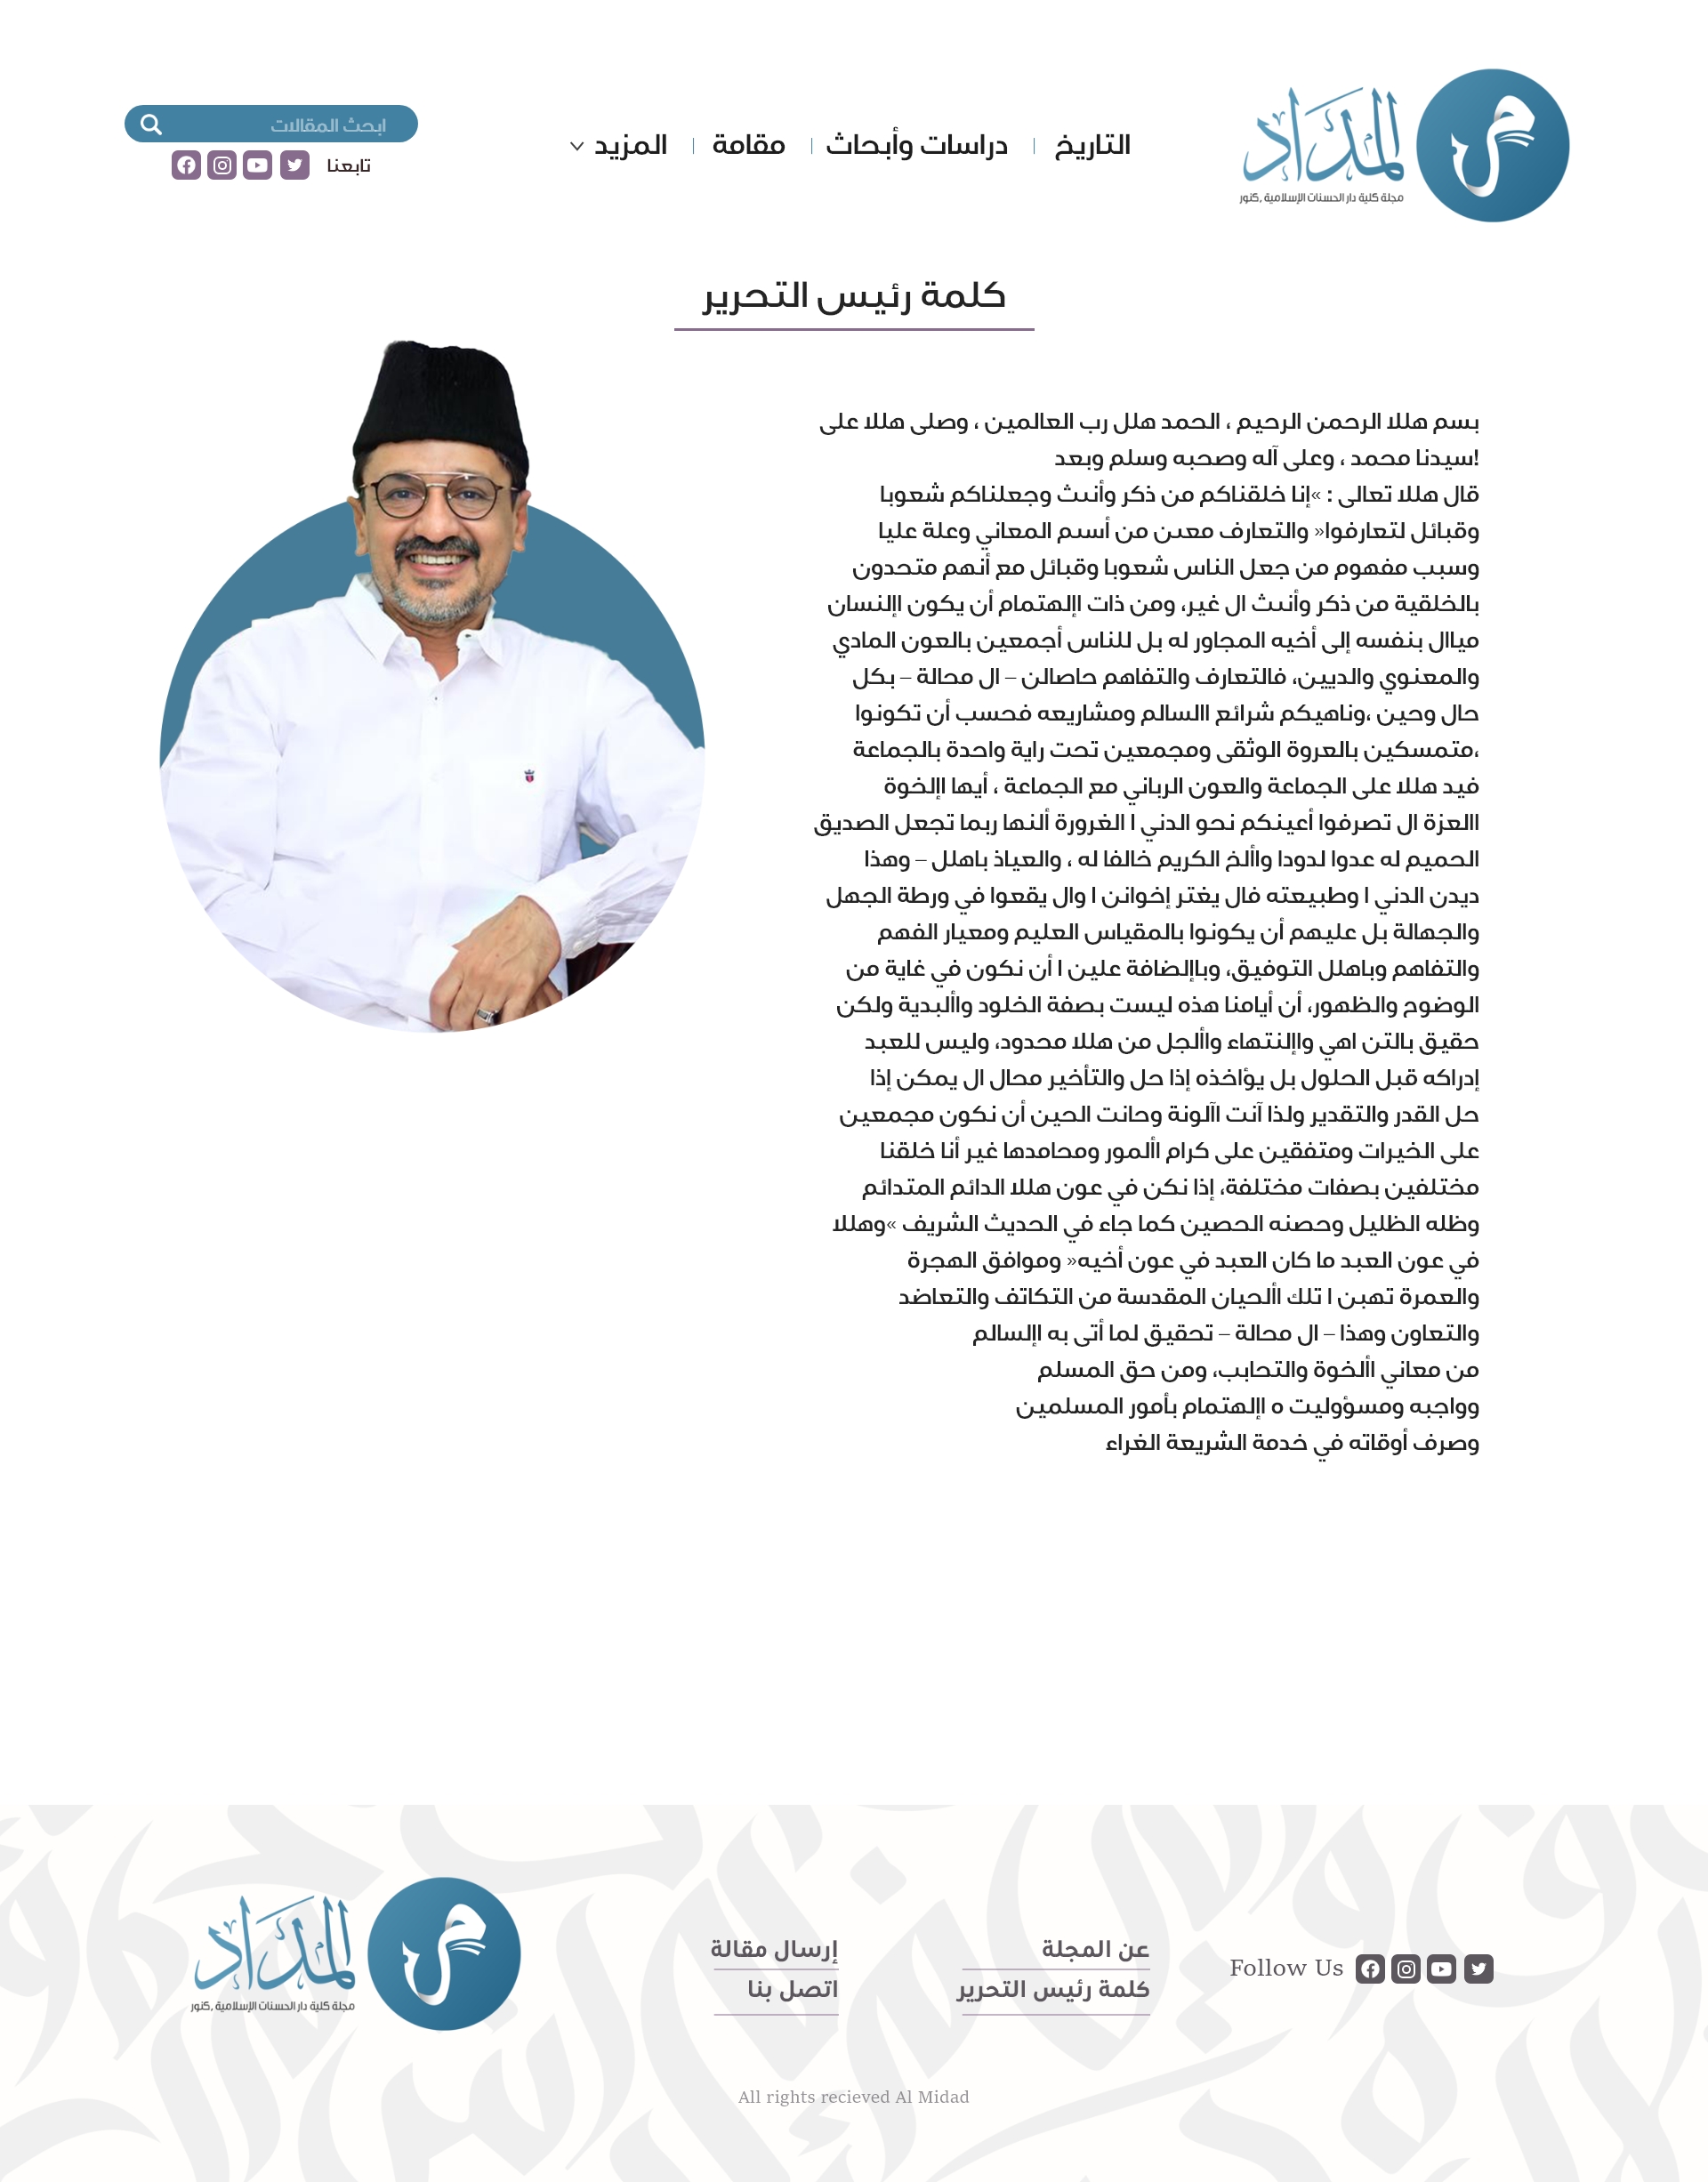 المداد
مجلة كلية دار الحسنات الإسلامية ,كنور
التاريخ
دراسات وأبحاث
مقامة
المزيد
ابحث المقالات
تابعنا
كلمة رئيس التحرير
بسم هللا الرحمن الرحيم ، الحمد هلل رب العالمين ، وصلى هللا على
!سيدنا محمد ، وعلى آله وصحبه وسلم وبعد
قال هللا تعالى : »إنا خلقناكم من ذكر وأنىث وجعلناكم شعوبا
وقبائل لتعارفوا« والتعارف معىن من أسىم المعاني وعلة عليا
وسبب مفهوم من جعل الناس شعوبا وقبائل مع أنهم متحدون
بالخلقية من ذكر وأنىث ال غير، ومن ذات اإلهتمام أن يكون اإلنسان
مياال بنفسه إلى أخيه المجاور له بل للناس أجمعين بالعون المادي
والمعنوي والديين، فالتعارف والتفاهم حاصالن – ال محالة – بكل
حال وحين ،وناهيكم شرائع االسالم ومشاريعه فحسب أن تكونوا
،متمسكين بالعروة الوثقى ومجمعين تحت راية واحدة بالجماعة
فيد هللا على الجماعة والعون الرباني مع الجماعة ، أيها اإلخوة
االعزة ال تصرفوا أعينكم نحو الدني ا الغرورة ألنها ربما تجعل الصديق
الحميم له عدوا لدودا واألخ الكريم خالفا له ، والعياذ باهلل – وهذا
ديدن الدني ا وطبيعته فال يغتر إخوانن ا وال يقعوا في ورطة الجهل
والجهالة بل عليهم أن يكونوا بالمقياس العليم ومعيار الفهم
والتفاهم وباهلل التوفيق، وباإلضافة علين ا أن نكون في غاية من
الوضوح والظهور، أن أيامنا هذه ليست بصفة الخلود واألبدية ولكن
حقيق بالتن اهي واإلنتهاء واألجل من هللا محدود، وليس للعبد
إدراكه قبل الحلول بل يؤاخذه إذا حل والتأخير محال ال يمكن إذا
حل القدر والتقدير ولذا آنت اآلونة وحانت الحين أن نكون مجمعين
على الخيرات ومتفقين على كرام األمور ومحامدها غير أنا خلقنا
مختلفين بصفات مختلفة، إذا نكن في عون هللا الدائم المتدائم
وظله الظليل وحصنه الحصين كما جاء في الحديث الشريف »وهللا
في عون العبد ما كان العبد في عون أخيه« وموافق الهجرة
والعمرة تهبن ا تلك األحيان المقدسة من التكاتف والتعاضد
والتعاون وهذا – ال محالة – تحقيق لما أتى به اإلسالم
من معاني األخوة والتحابب، ومن حق المسلم
وواجبه ومسؤوليت ه اإلهتمام بأمور المسلمين
وصرف أوقاته في خدمة الشريعة الغراء
Follow Us
عن المجلة
كلمة رئيس التحرير
إرسال مقالة
اتصل بنا
المداد
مجلة كلية دار الحسنات الإسلامية ,كنور
All rights recieved Al Midad